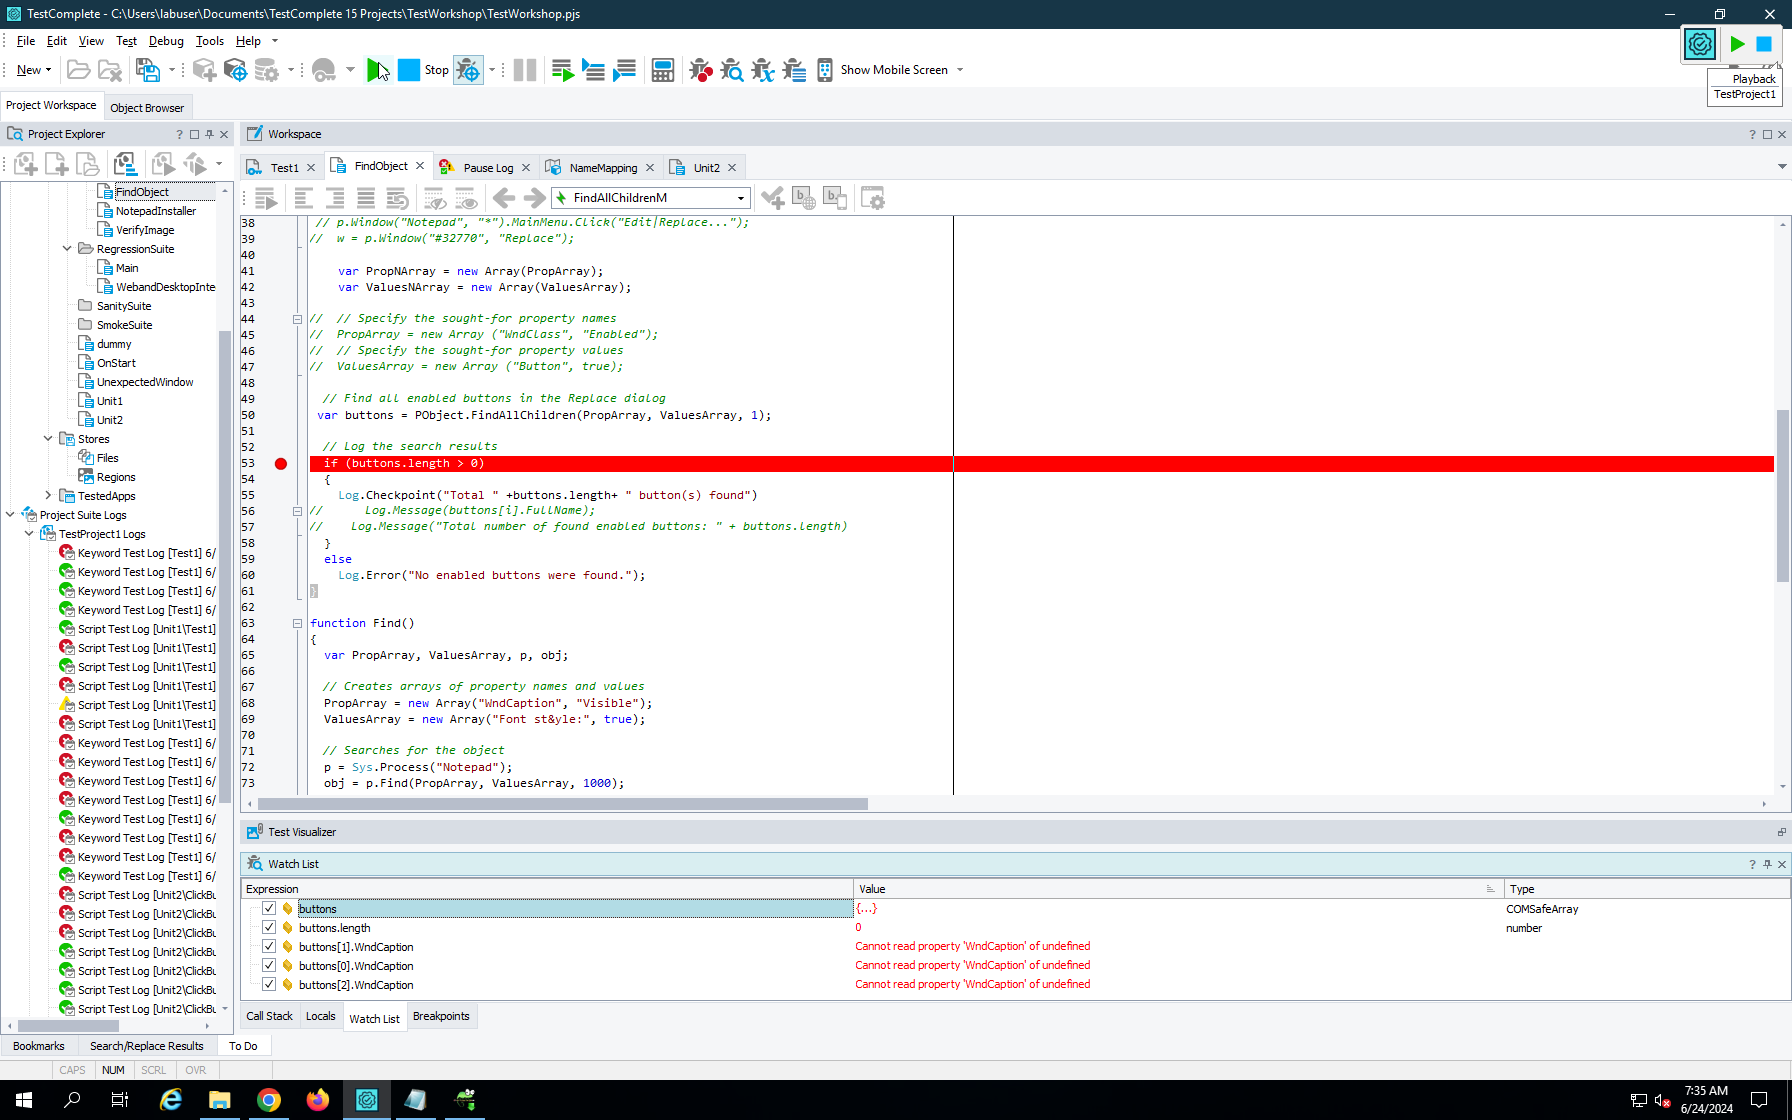 TestComplete - C:\Users\labuser\Documents\TestComplete 15 Projects\TestWorkshop\TestWorkshop.pjs
File Edit View Test Debug Tools Help
New
Stop
Show Mobile Screen
Playback
TestProject1
Project Workspace
Object Browser
Project Explorer
Workspace
Test1
FindObject
Pause Log
NameMapping
Unit2
FindAllChildrenM
FindObject
NotepadInstaller
VerifyImage
RegressionSuite
Main
WebandDesktopInte
SanitySuite
SmokeSuite
dummy
OnStart
UnexpectedWindow
Unit1
Unit2
Stores
Files
Regions
TestedApps
Project Suite Logs
TestProject1 Logs
Keyword Test Log [Test1] 6/
Keyword Test Log [Test1] 6/
Keyword Test Log [Test1] 6/
Keyword Test Log [Test1] 6/
Script Test Log [Unit1\Test1]
Script Test Log [Unit1\Test1]
Script Test Log [Unit1\Test1]
Script Test Log [Unit1\Test1]
Script Test Log [Unit1\Test1]
Script Test Log [Unit1\Test1]
Keyword Test Log [Test1] 6/
Keyword Test Log [Test1] 6/
Keyword Test Log [Test1] 6/
Keyword Test Log [Test1] 6/
Keyword Test Log [Test1] 6/
Keyword Test Log [Test1] 6/
Keyword Test Log [Test1] 6/
Keyword Test Log [Test1] 6/
Script Test Log [Unit2\ClickBu
Script Test Log [Unit2\ClickBu
Script Test Log [Unit2\ClickBu
Script Test Log [Unit2\ClickBu
Script Test Log [Unit2\ClickBu
Script Test Log [Unit2\ClickBu
Script Test Log [Unit2\ClickBu
38 // p.Window("Notepad", "*").MainMenu.Click("Edit|Replace...");
39 // w = p.Window("#32770", "Replace");
40
41 var PropNArray = new Array(PropArray);
42 var ValuesNArray = new Array(ValuesArray);
43
44 // // Specify the sought-for property names
45 // PropArray = new Array ("WndClass", "Enabled");
46 // // Specify the sought-for property values
47 // ValuesArray = new Array ("Button", true);
48
49 // Find all enabled buttons in the Replace dialog
50 var buttons = PObject.FindAllChildren(PropArray, ValuesArray, 1);
51
52 // Log the search results
53 if (buttons.length > 0)
54 {
55 Log.Checkpoint("Total " +buttons.length+ " button(s) found")
56 // Log.Message(buttons[i].FullName);
57 // Log.Message("Total number of found enabled buttons: " + buttons.length)
58 }
59 else
60 Log.Error("No enabled buttons were found.");
61 }
62
63 function Find()
64 {
65 var PropArray, ValuesArray, p, obj;
66
67 // Creates arrays of property names and values
68 PropArray = new Array("WndCaption", "Visible");
69 ValuesArray = new Array("Font st&yle:", true);
70
71 // Searches for the object
72 p = Sys.Process("Notepad");
73 obj = p.Find(PropArray, ValuesArray, 1000);
Test Visualizer
Watch List
Expression Value Type
buttons {...} COMSafeArray
buttons.length 0 number
buttons[1].WndCaption Cannot read property 'WndCaption' of undefined
buttons[0].WndCaption Cannot read property 'WndCaption' of undefined
buttons[2].WndCaption Cannot read property 'WndCaption' of undefined
Call Stack Locals Watch List Breakpoints
Bookmarks Search/Replace Results To Do
CAPS NUM SCRL OVR
7:35 AM
6/24/2024